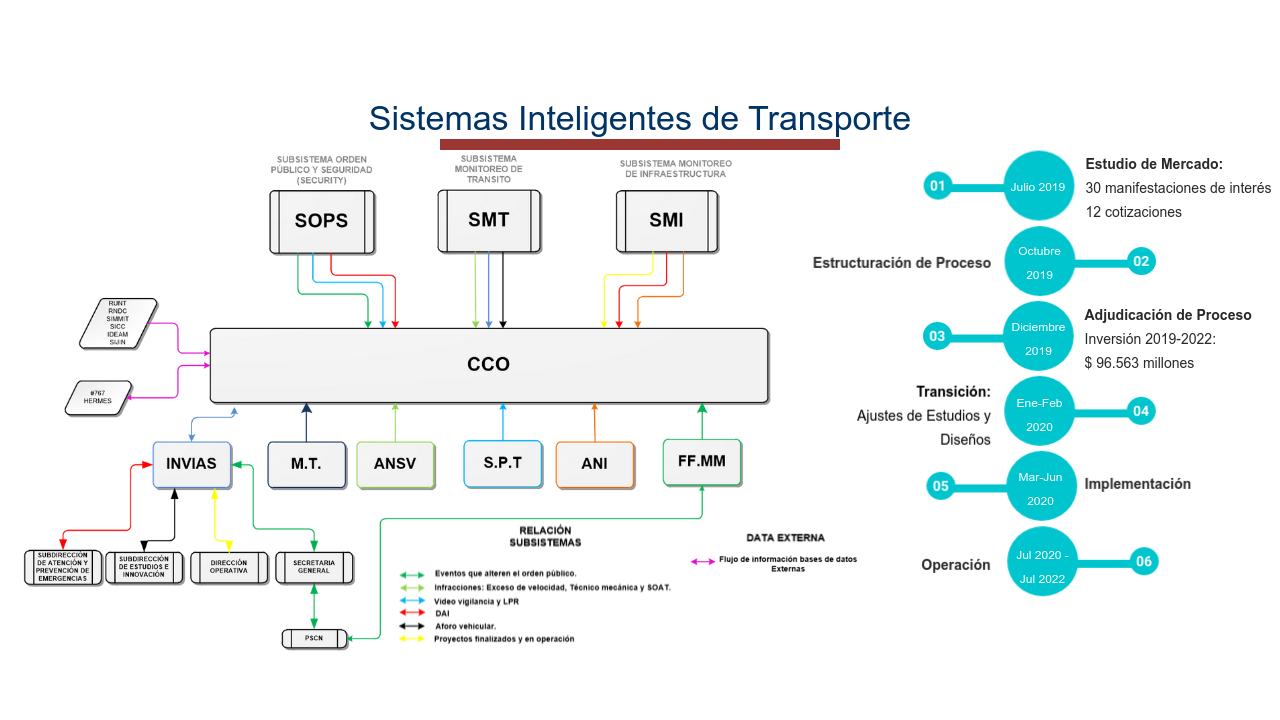 Sistemas Inteligentes de Transporte
SUBSISTEMA ORDEN
PÚBLICO Y SEGURIDAD
(SECURITY)
SUBSISTEMA
MONITOREO DE
TRANSITO
SUBSISTEMA MONITOREO
DE INFRAESTRUCTURA
SOPS
SMT
SMI
RUNT
RNDC
SIMMIT
SICC
IDEAM
SIJIN
#767
HERMES
CCO
INVIAS
M.T.
ANSV
S.P.T
ANI
FF.MM
SUBDIRECCIÓN
DE ATENCIÓN Y
PREVENCIÓN DE
EMERGENCIAS
SUBDIRECCIÓN
DE ESTUDIOS E
INNOVACIÓN
DIRECCIÓN
OPERATIVA
SECRETARIA
GENERAL
PSCN
RELACIÓN
SUBSISTEMAS
Eventos que alteren el orden público.
Infracciones: Exceso de velocidad, Técnico mecánica y SOAT.
Video vigilancia y LPR
DAI
Aforo vehicular.
Proyectos finalizados y en operación
DATA EXTERNA
Flujo de información bases de datos
Externas
01
Julio 2019
Estudio de Mercado:
30 manifestaciones de interés
12 cotizaciones
Estructuración de Proceso
Octubre
2019
02
03
Diciembre
2019
Adjudicación de Proceso
Inversión 2019-2022:
$ 96.563 millones
Transición:
Ajustes de Estudios y
Diseños
Ene-Feb
2020
04
05
Mar-Jun
2020
Implementación
Operación
Jul 2020 -
Jul 2022
06